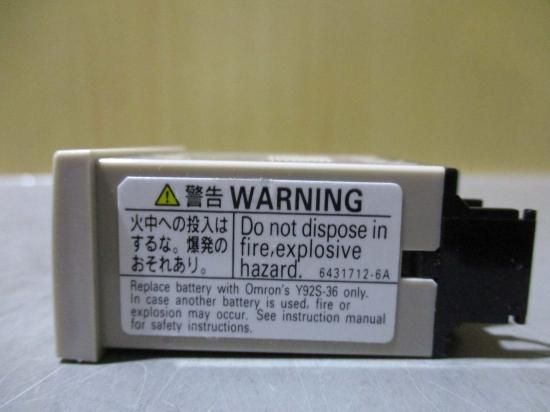 警告 WARNING
火中への投入は
するな。爆発の
おそれあり。
Do not dispose in
fire,explosive
hazard. 6431712-6A
Replace battery with Omron's Y92S-36 only.
In case another battery is used, fire or
explosion may occur. See instruction manual
for safety instructions.